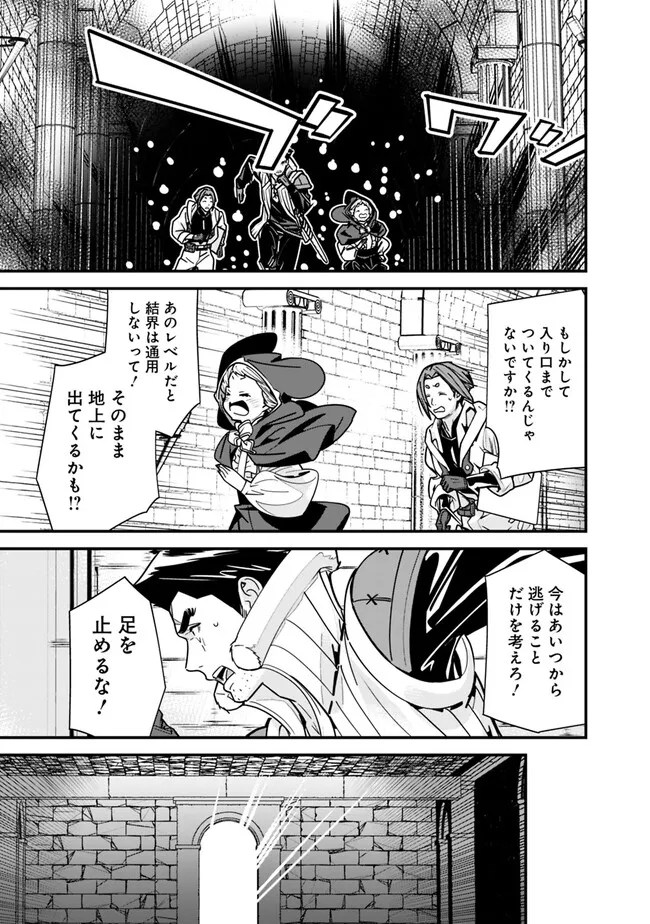 ワッ
ダッ
もしかして
入り口まで
ついてくるんじゃ
ないですか!?
あのレベルだと
結界は通用
しないって!
そのまま
地上に
出てくるかも!?
今はあいつから
逃げること
だけを考えろ!
足を
止めるな!